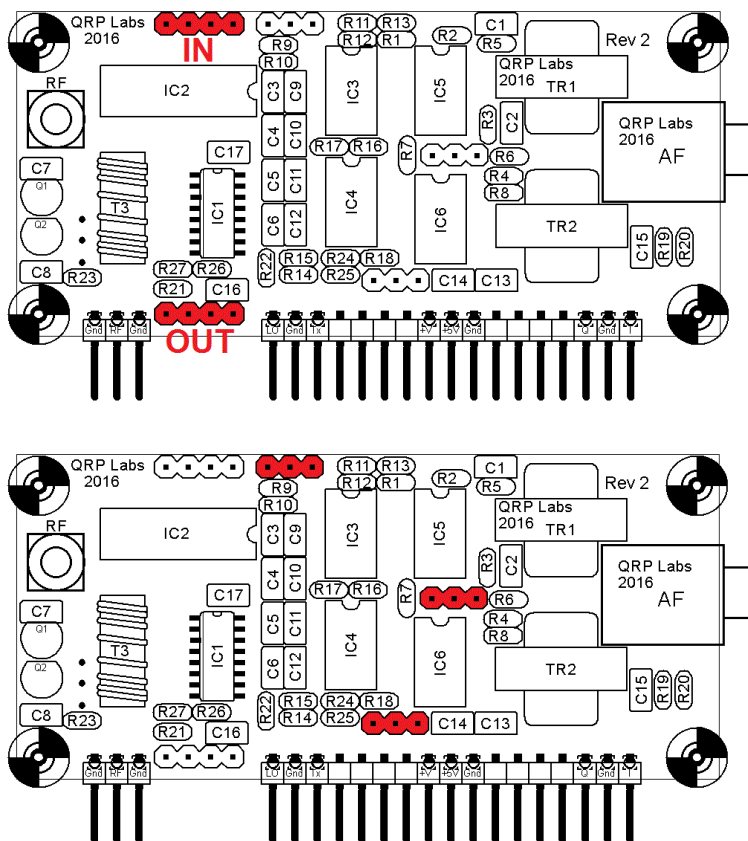 QRP Labs
2016
IN
R11 R13
R12 R1
R9
R10
R2
C1
R5
Rev 2
RF
IC2
C3 C9
IC3
IC5
QRP Labs
2016
TR1
R3
C2
QRP Labs
2016
AF
C4 C10
R17 R16
R7
R6
C7
Q1
T3
C17
IC1
C5 C11
IC4
IC6
R4
R8
Q2
C6 C12
TR2
C15
R19
R20
C8
R23
R27 R26
R21
C16
R22
R15 R24 R18
R14 R25
C14 C13
OUT
Gnd RF Gnd
LO Gnd Tx +V +5V Gnd Q Gnd I
QRP Labs
2016
R11 R13
R12 R1
R9
R10
R2
C1
R5
Rev 2
RF
IC2
C3 C9
IC3
IC5
QRP Labs
2016
TR1
R3
C2
QRP Labs
2016
AF
C4 C10
R17 R16
R7
R6
C7
Q1
T3
C17
IC1
C5 C11
IC4
IC6
R4
R8
Q2
C6 C12
TR2
C15
R19
R20
C8
R23
R27 R26
R21
C16
R22
R15 R24 R18
R14 R25
C14 C13
Gnd RF Gnd
LO Gnd Tx +V +5V Gnd Q Gnd I